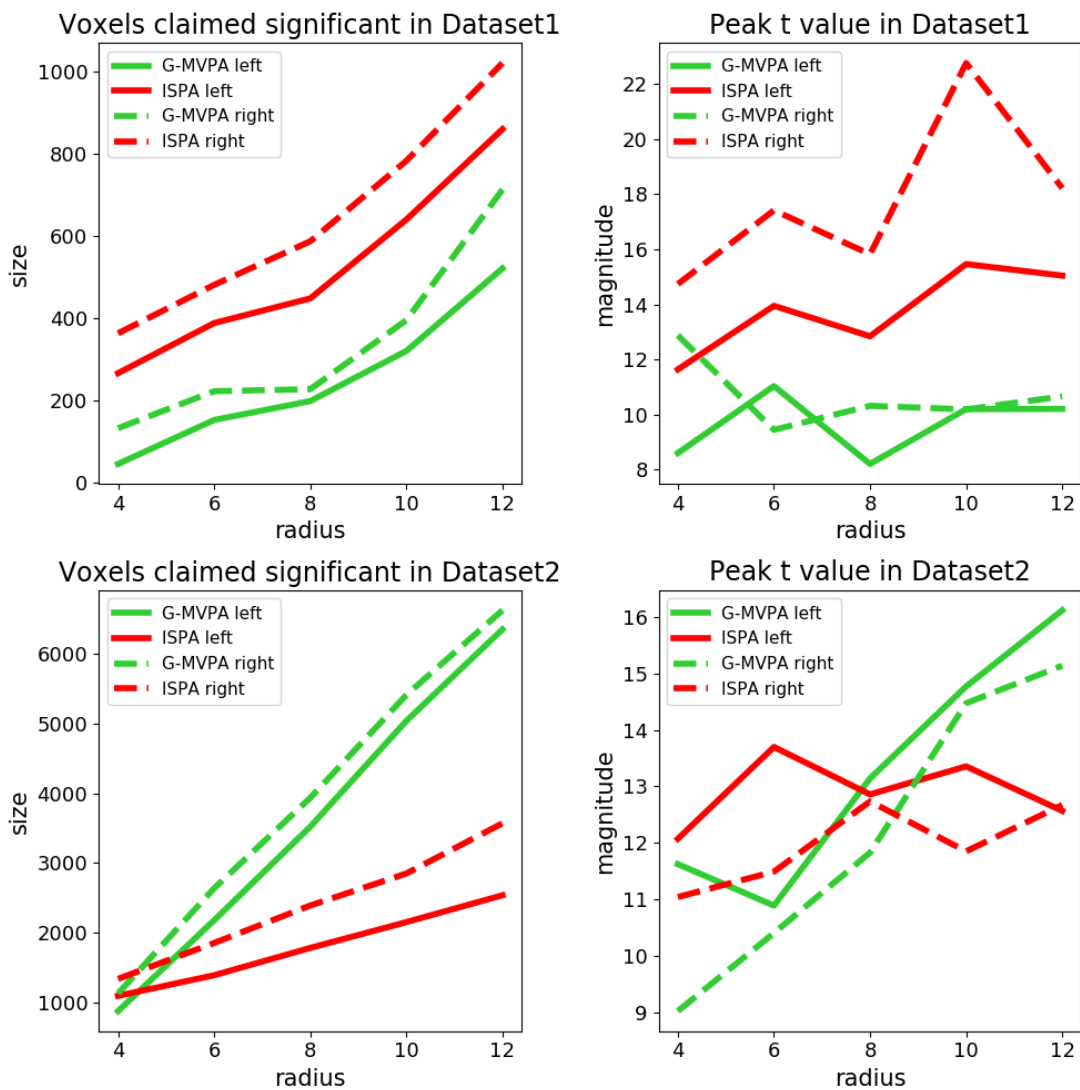 Voxels claimed significant in Dataset1
G-MVPA left
ISPA left
G-MVPA right
ISPA right
size
1000
800
600
400
200
0
4 6 8 10 12
radius
Peak t value in Dataset1
G-MVPA left
ISPA left
G-MVPA right
ISPA right
magnitude
22
20
18
16
14
12
10
8
4 6 8 10 12
radius
Voxels claimed significant in Dataset2
G-MVPA left
ISPA left
G-MVPA right
ISPA right
size
6000
5000
4000
3000
2000
1000
4 6 8 10 12
radius
Peak t value in Dataset2
G-MVPA left
ISPA left
G-MVPA right
ISPA right
magnitude
16
15
14
13
12
11
10
9
4 6 8 10 12
radius